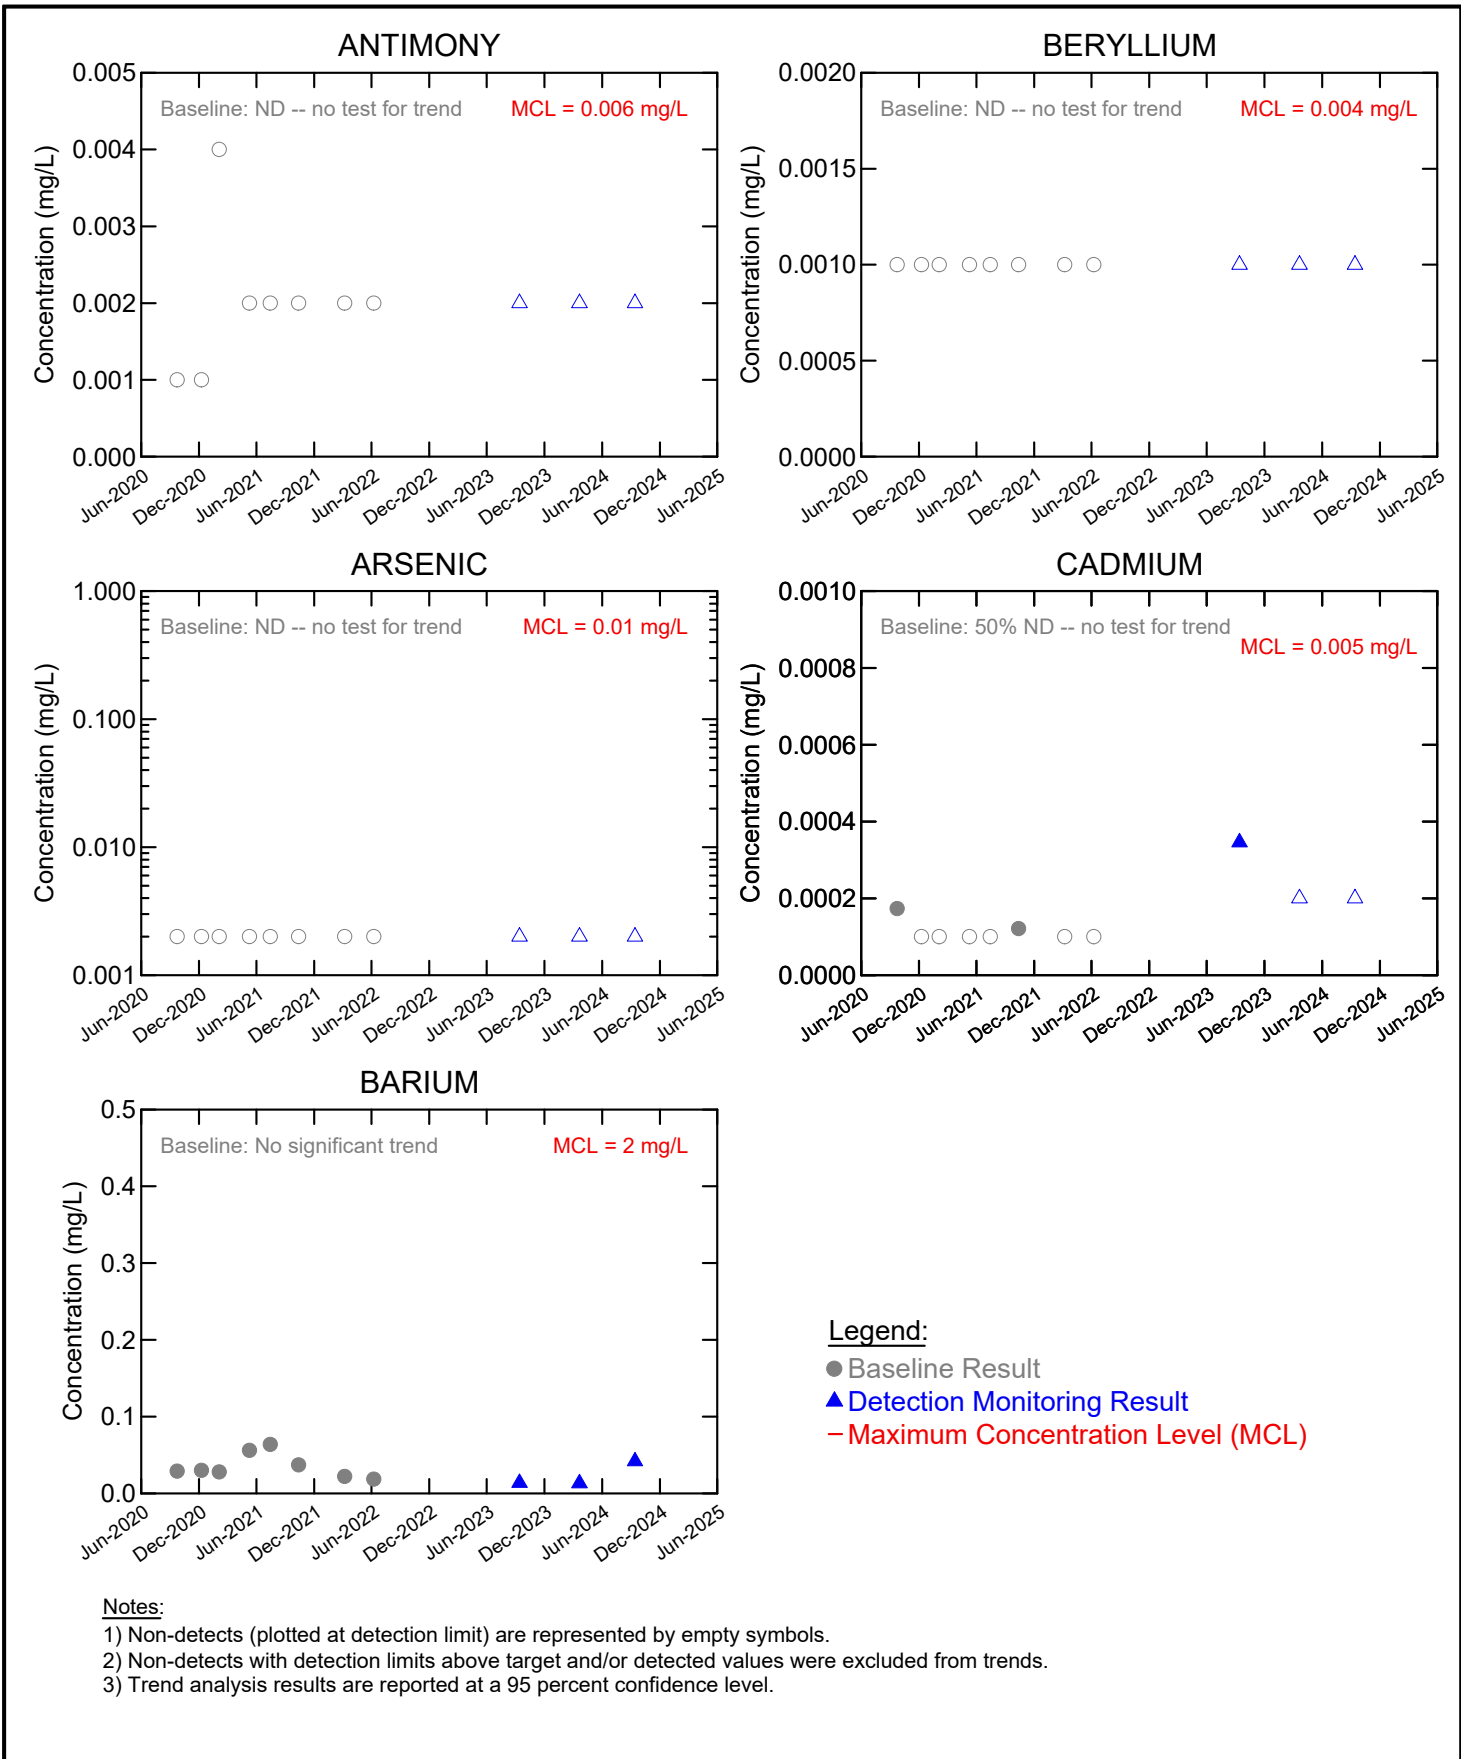 ANTIMONY
Baseline: ND -- no test for trend
MCL = 0.006 mg/L
Concentration (mg/L)
0.005
0.004
0.003
0.002
0.001
0.000
Jun-2020
Dec-2020
Jun-2021
Dec-2021
Jun-2022
Dec-2022
Jun-2023
Dec-2023
Jun-2024
Dec-2024
Jun-2025
BERYLLIUM
Baseline: ND -- no test for trend
MCL = 0.004 mg/L
Concentration (mg/L)
0.0020
0.0015
0.0010
0.0005
0.0000
Jun-2020
Dec-2020
Jun-2021
Dec-2021
Jun-2022
Dec-2022
Jun-2023
Dec-2023
Jun-2024
Dec-2024
Jun-2025
ARSENIC
Baseline: ND -- no test for trend
MCL = 0.01 mg/L
Concentration (mg/L)
1.000
0.100
0.010
0.001
Jun-2020
Dec-2020
Jun-2021
Dec-2021
Jun-2022
Dec-2022
Jun-2023
Dec-2023
Jun-2024
Dec-2024
Jun-2025
CADMIUM
Baseline: 50% ND -- no test for trend
MCL = 0.005 mg/L
Concentration (mg/L)
0.0010
0.0008
0.0006
0.0004
0.0002
0.0000
Jun-2020
Dec-2020
Jun-2021
Dec-2021
Jun-2022
Dec-2022
Jun-2023
Dec-2023
Jun-2024
Dec-2024
Jun-2025
BARIUM
Baseline: No significant trend
MCL = 2 mg/L
Concentration (mg/L)
0.5
0.4
0.3
0.2
0.1
0.0
Jun-2020
Dec-2020
Jun-2021
Dec-2021
Jun-2022
Dec-2022
Jun-2023
Dec-2023
Jun-2024
Dec-2024
Jun-2025
Legend:
Baseline Result
Detection Monitoring Result
Maximum Concentration Level (MCL)
Notes:
1) Non-detects (plotted at detection limit) are represented by empty symbols.
2) Non-detects with detection limits above target and/or detected values were excluded from trends.
3) Trend analysis results are reported at a 95 percent confidence level.